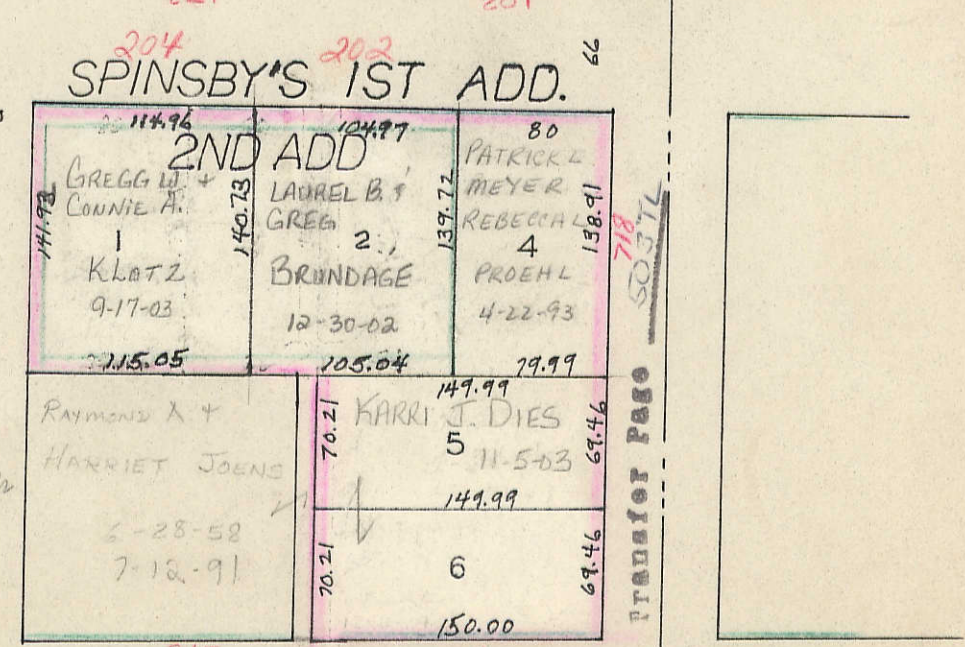 204 202
66
SPINSBY'S 1ST ADD.
114.96 104.97 80
2ND ADD
GREGG W. +
CONNIE A.
1
KLOTZ
9-17-03
141.93
140.73
LAUREL B. &
GREG
2
BRUNDAGE
12-30-02
139.72
PATRICK L
MEYER
REBECCA L
4
PROEHL
4-22-93
138.91
718
115.05 105.04 79.99
149.99
RAYMOND A +
HARRIET JOENS
6-28-58
7-12-91
70.21
KARRI J. DIES
5
11-5-03
69.46
149.99
70.21
6
69.46
150.00
Transfer Page